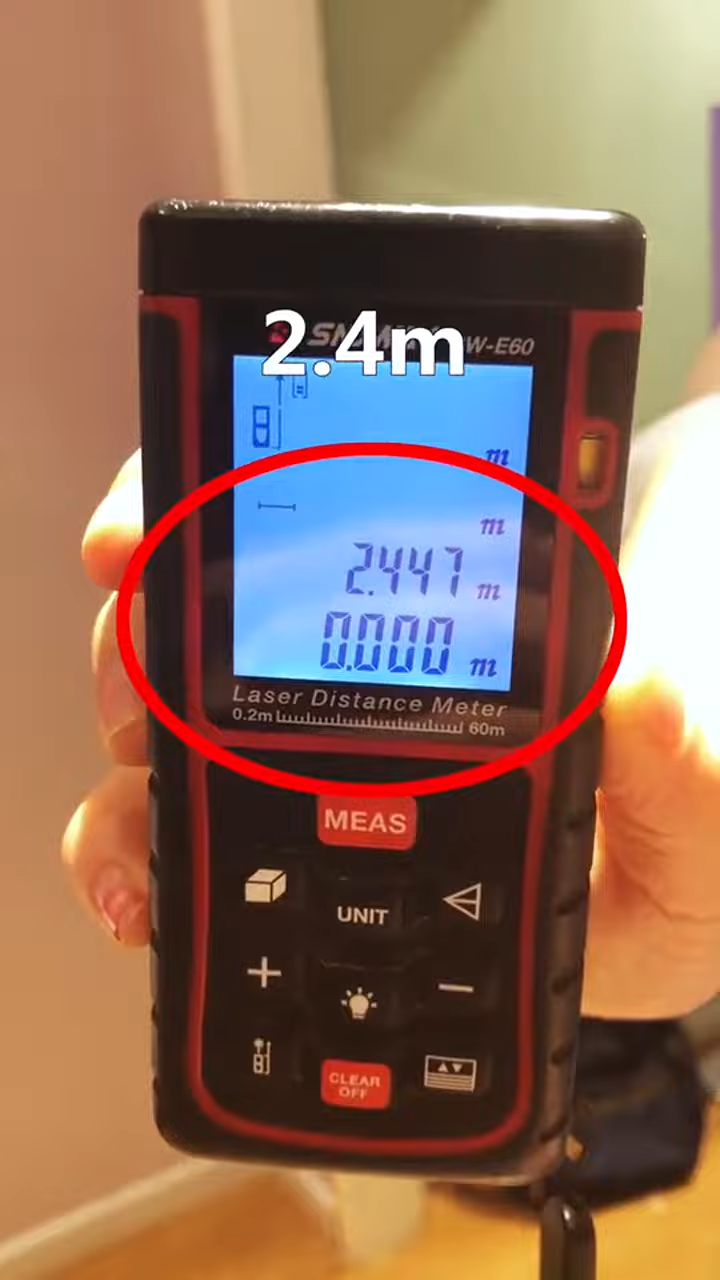 2.4m
W-E60
m
m
2.447 m
0.000 m
Laser Distance Meter
0.2m 60m
MEAS
UNIT
CLEAR
OFF